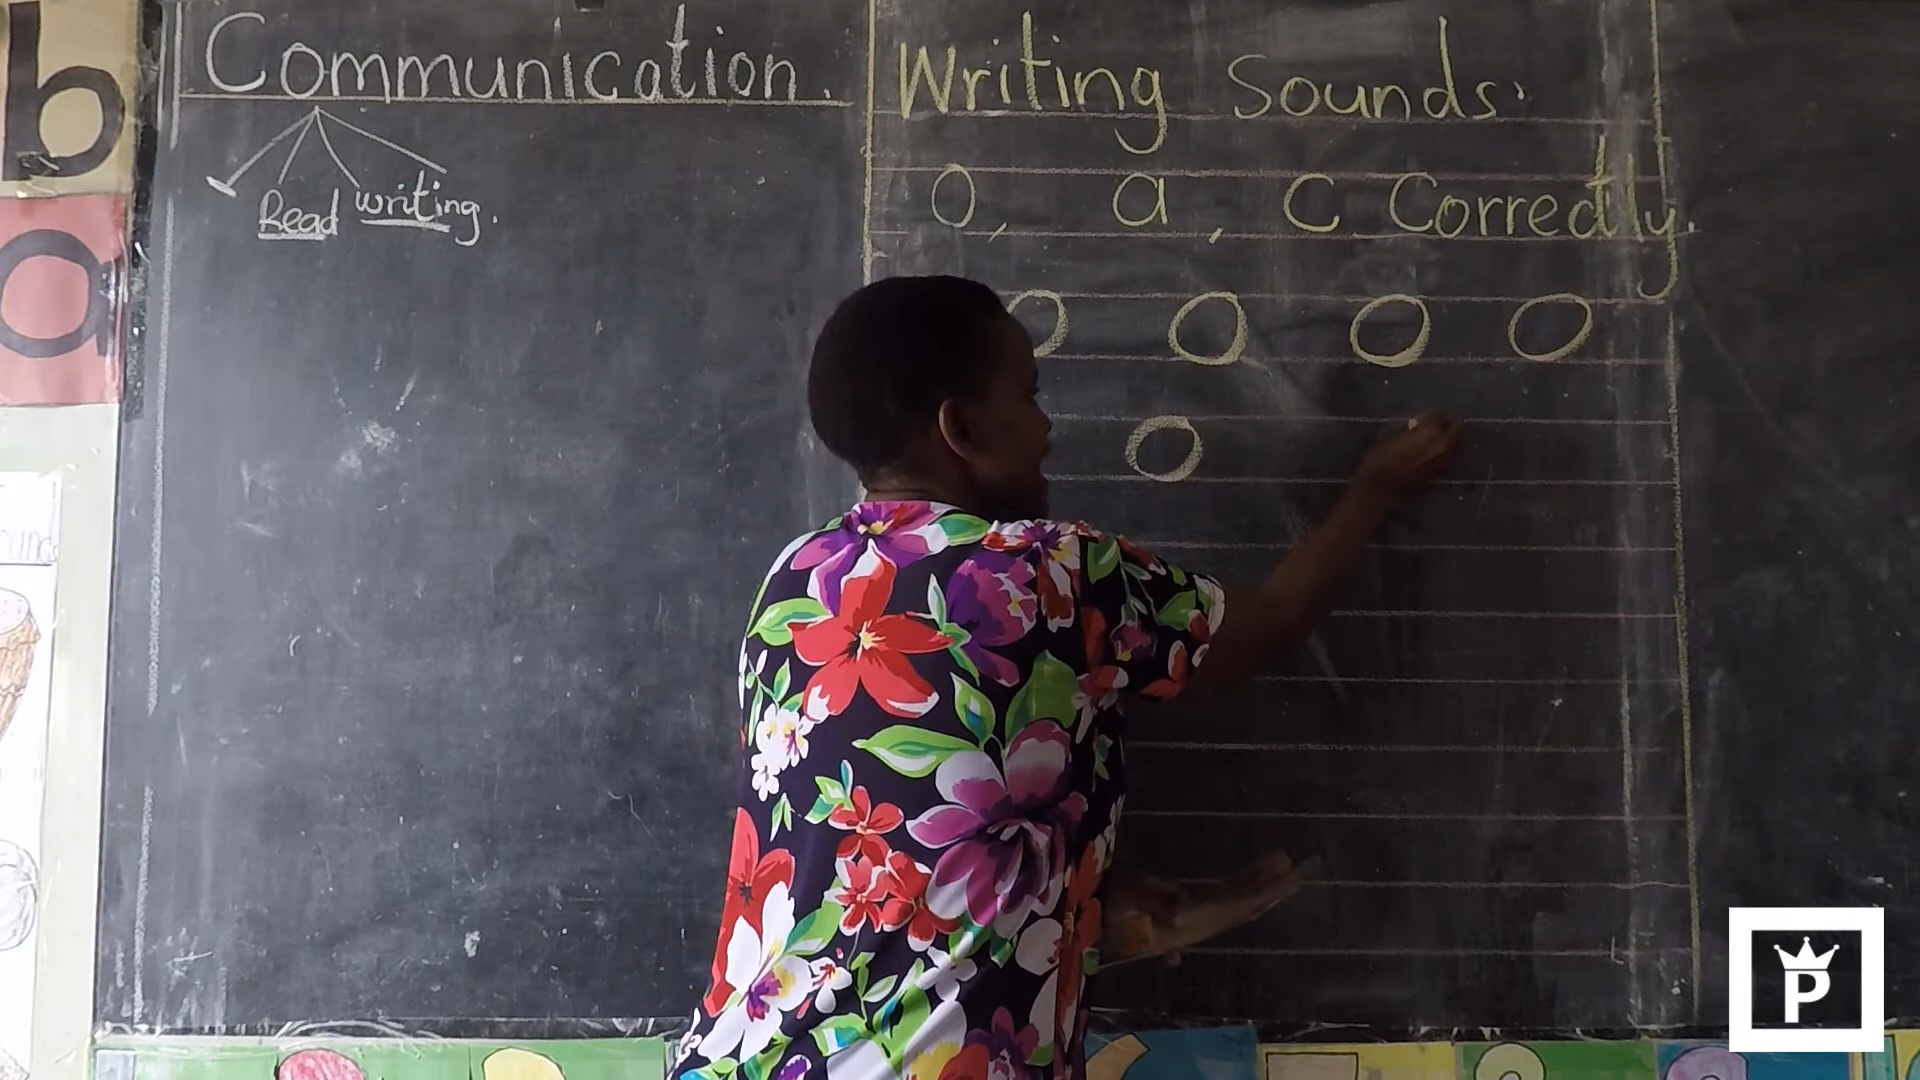 b
a
Communication.
Read writing.
Writing Sounds.
o, a, c Correctly.
o o o o
o
P